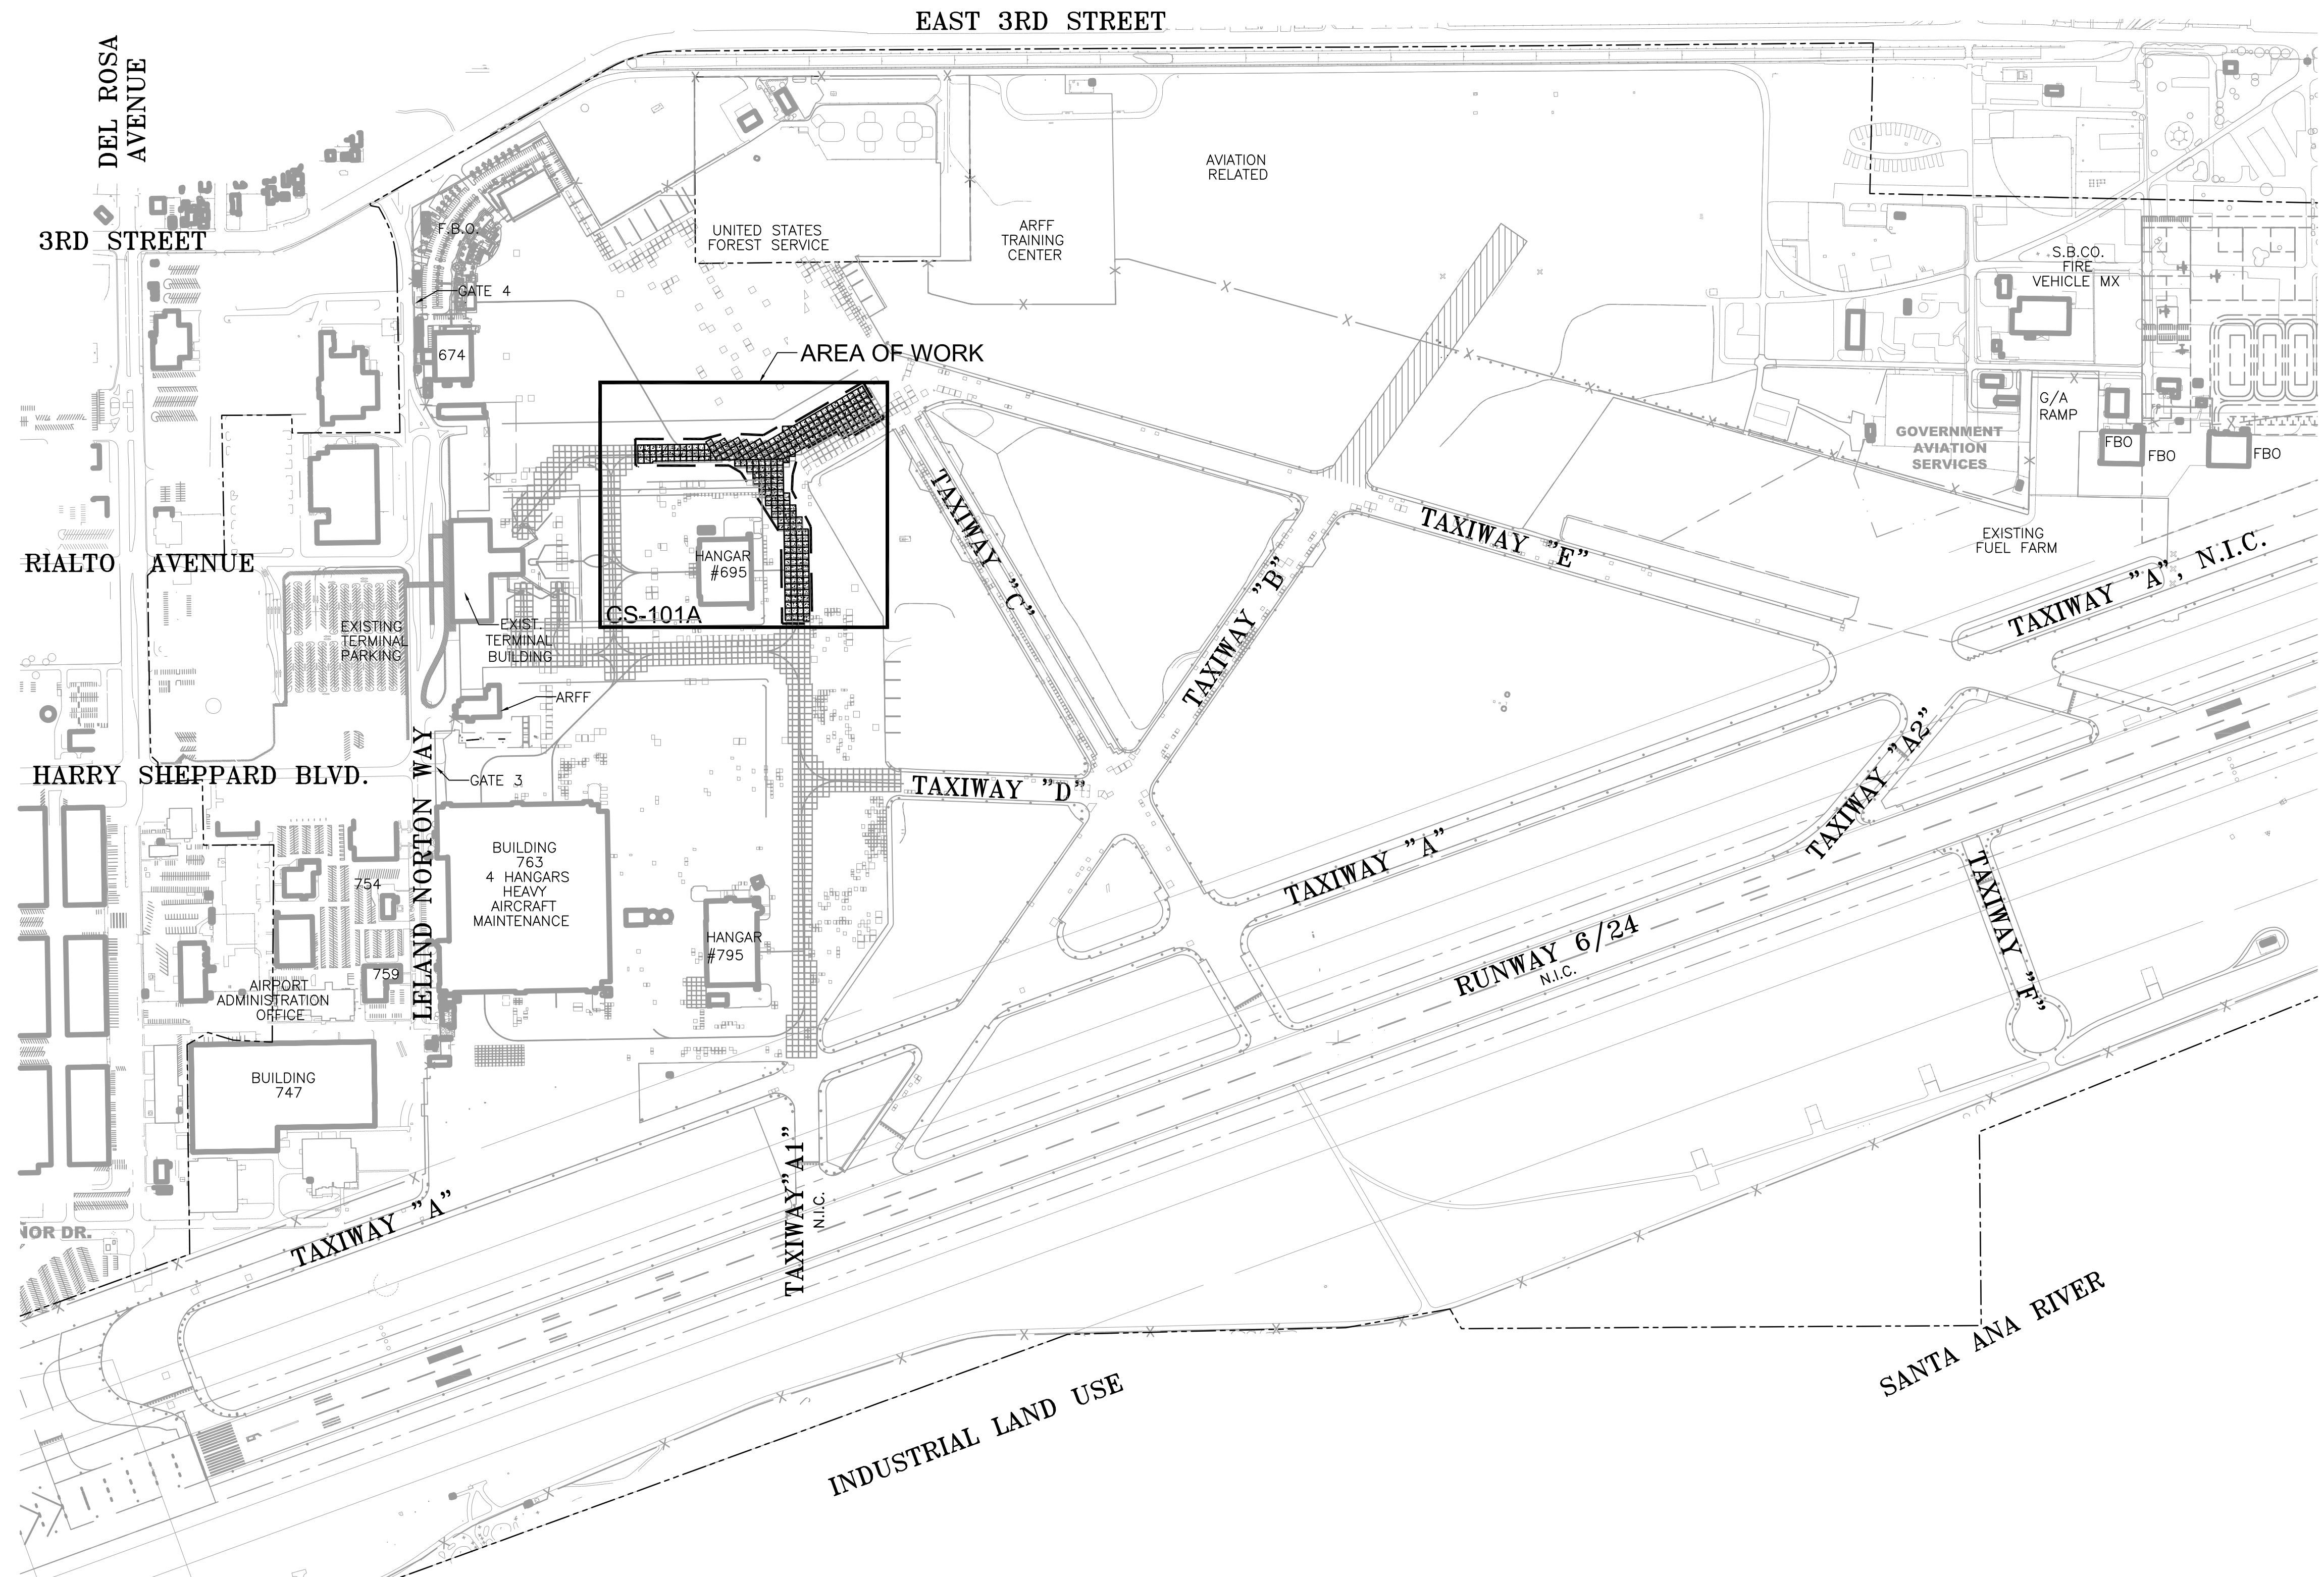 EAST 3RD STREET
DEL ROSA
AVENUE
AVIATION
RELATED
3RD STREET
F.B.O.
UNITED STATES
FOREST SERVICE
ARFF
TRAINING
CENTER
S.B.CO.
FIRE
VEHICLE MX
GATE 4
674
AREA OF WORK
G/A
RAMP
GOVERNMENT
AVIATION
SERVICES
FBO
FBO
FBO
TAXIWAY "C"
TAXIWAY "E"
EXISTING
FUEL FARM
RIALTO AVENUE
HANGAR
#695
TAXIWAY "B"
TAXIWAY "A", N.I.C.
CS-101A
EXISTING
TERMINAL
PARKING
EXIST.
TERMINAL
BUILDING
ARFF
HARRY SHEPPARD BLVD.
LELAND NORTON WAY
GATE 3
TAXIWAY "D"
TAXIWAY "A2"
BUILDING
763
4 HANGARS
HEAVY
AIRCRAFT
MAINTENANCE
754
TAXIWAY "A"
TAXIWAY "F"
HANGAR
#795
RUNWAY 6/24
N.I.C.
759
AIRPORT
ADMINISTRATION
OFFICE
BUILDING
747
TAXIWAY "A1"
N.I.C.
TAXIWAY "A"
NOR DR.
SANTA ANA RIVER
INDUSTRIAL LAND USE